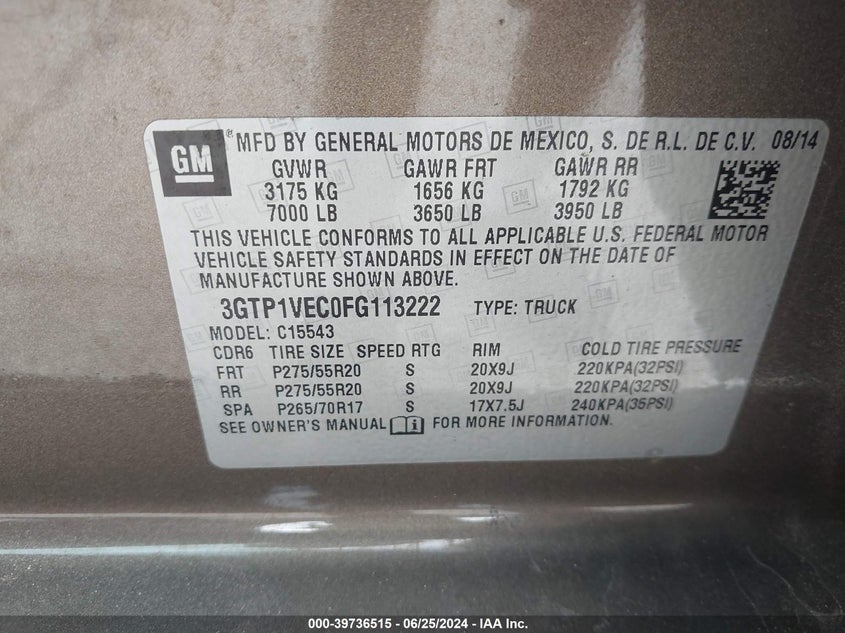 GM® MFD BY GENERAL MOTORS DE MEXICO, S. DE R.L. DE C.V. 08/14
GVWR GAWR FRT GAWR RR
3175 KG 1656 KG 1792 KG
7000 LB 3650 LB 3950 LB
THIS VEHICLE CONFORMS TO ALL APPLICABLE U.S. FEDERAL MOTOR
VEHICLE SAFETY STANDARDS IN EFFECT ON THE DATE OF
MANUFACTURE SHOWN ABOVE.
3GTP1VEC0FG113222 TYPE: TRUCK
MODEL: C15543
CDR6 TIRE SIZE SPEED RTG RIM COLD TIRE PRESSURE
FRT P275/55R20 S 20X9J 220KPA(32PSI)
RR P275/55R20 S 20X9J 220KPA(32PSI)
SPA P265/70R17 S 17X7.5J 240KPA(35PSI)
SEE OWNER'S MANUAL FOR MORE INFORMATION.
000-39736515 - 06/25/2024 - IAA Inc.